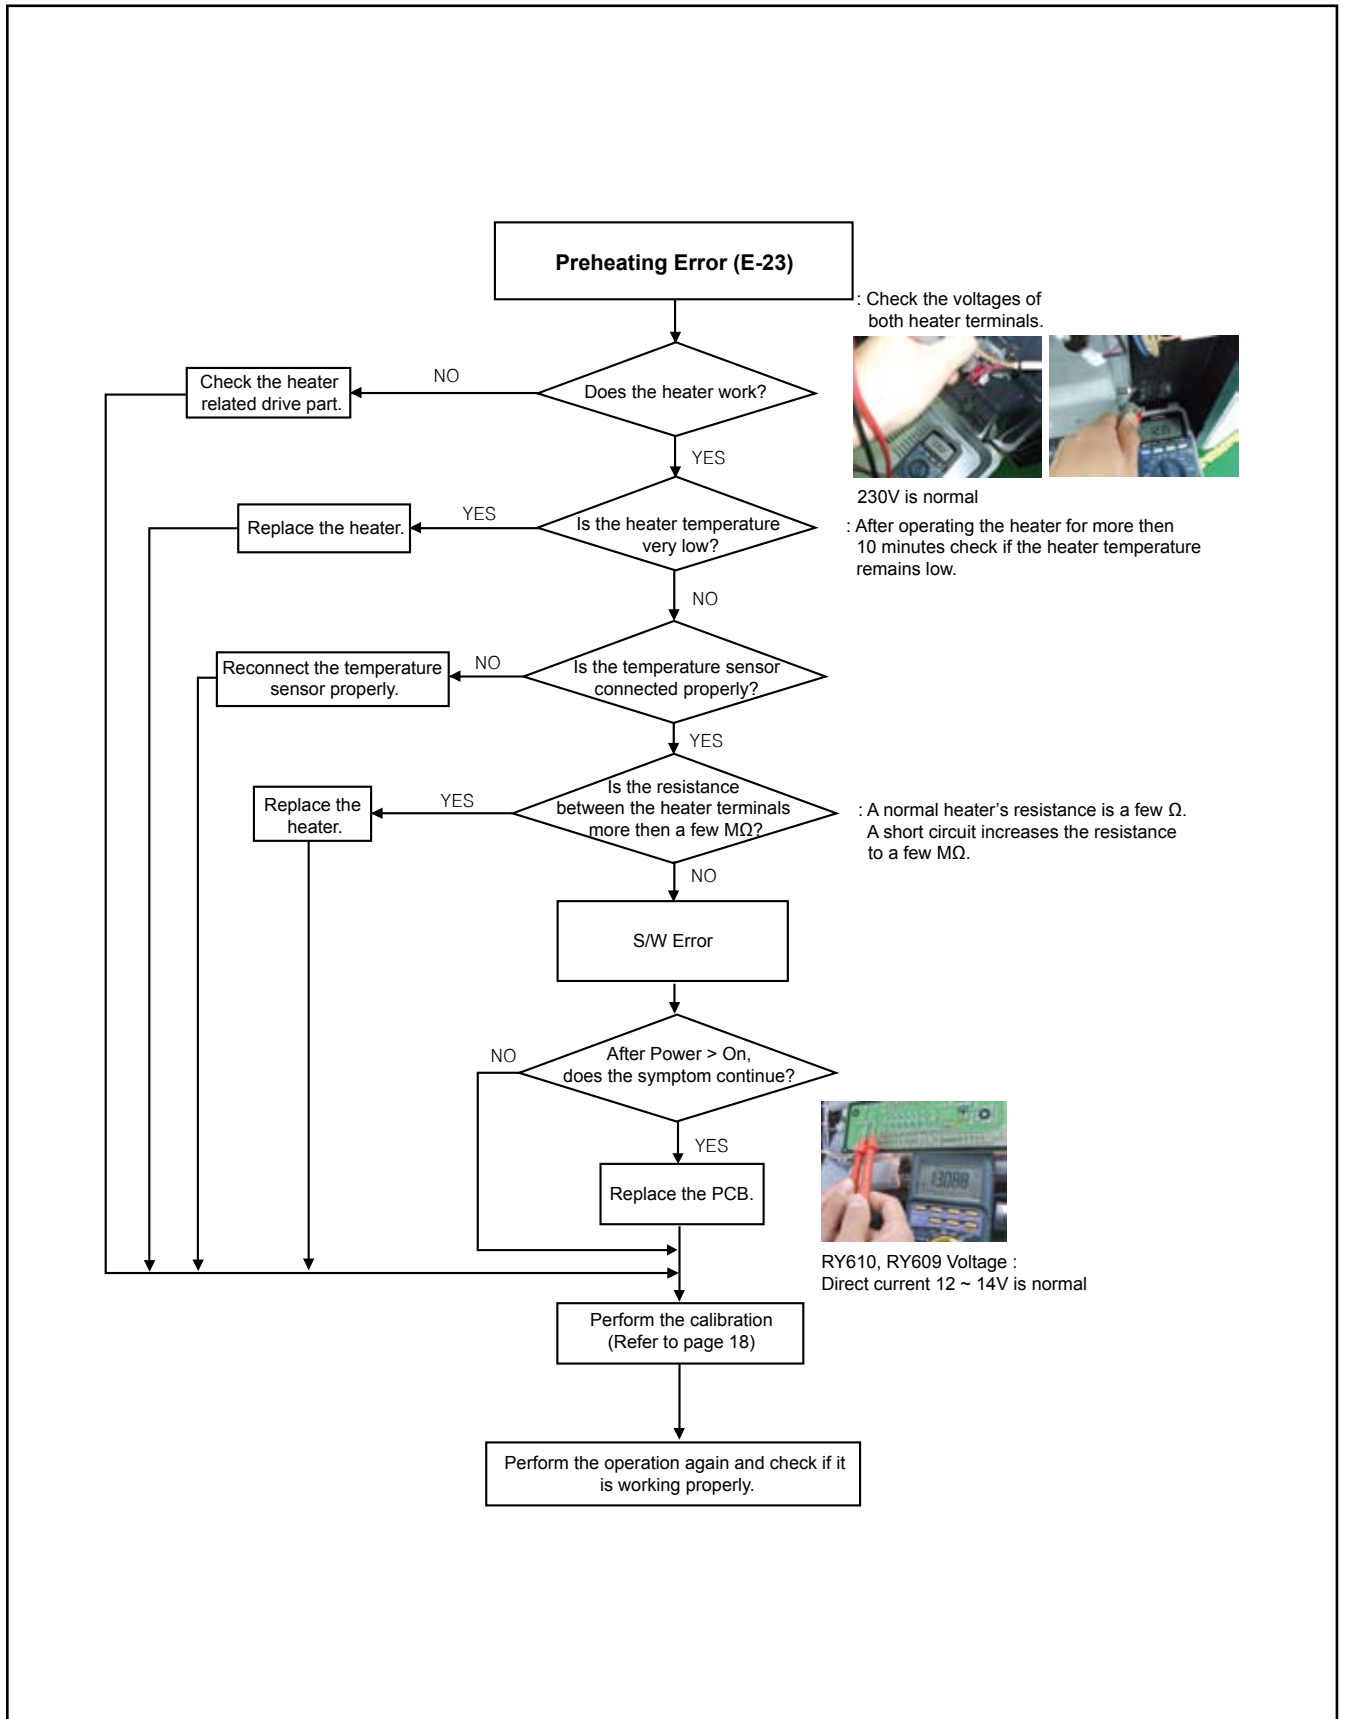 Preheating Error (E-23)
: Check the voltages of
both heater terminals.
Does the heater work?
NO
Check the heater
related drive part.
YES
230V is normal
Is the heater temperature
very low?
YES
Replace the heater.
: After operating the heater for more then
10 minutes check if the heater temperature
remains low.
NO
Is the temperature sensor
connected properly?
NO
Reconnect the temperature
sensor properly.
YES
Is the resistance
between the heater terminals
more then a few MΩ?
YES
Replace the
heater.
: A normal heater’s resistance is a few Ω.
A short circuit increases the resistance
to a few MΩ.
NO
S/W Error
After Power > On,
does the symptom continue?
NO
YES
Replace the PCB.
RY610, RY609 Voltage :
Direct current 12 ~ 14V is normal
Perform the calibration
(Refer to page 18)
Perform the operation again and check if it
is working properly.